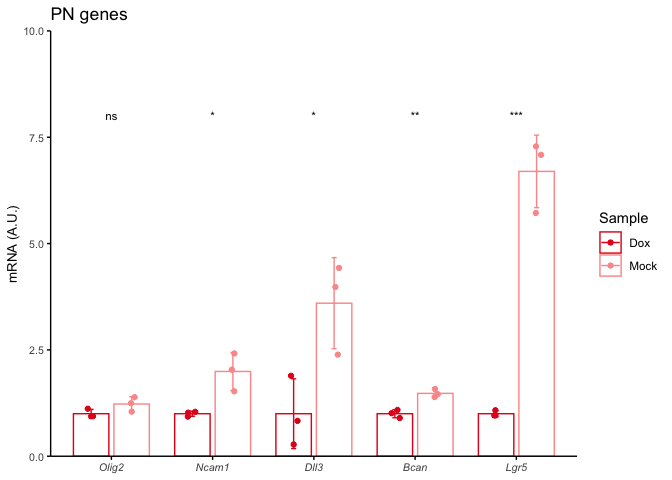 PN genes
10.0
7.5
5.0
2.5
0.0
mRNA (A.U.)
ns * * ** ***
Olig2 Ncam1 Dll3 Bcan Lgr5
Sample
Dox
Mock